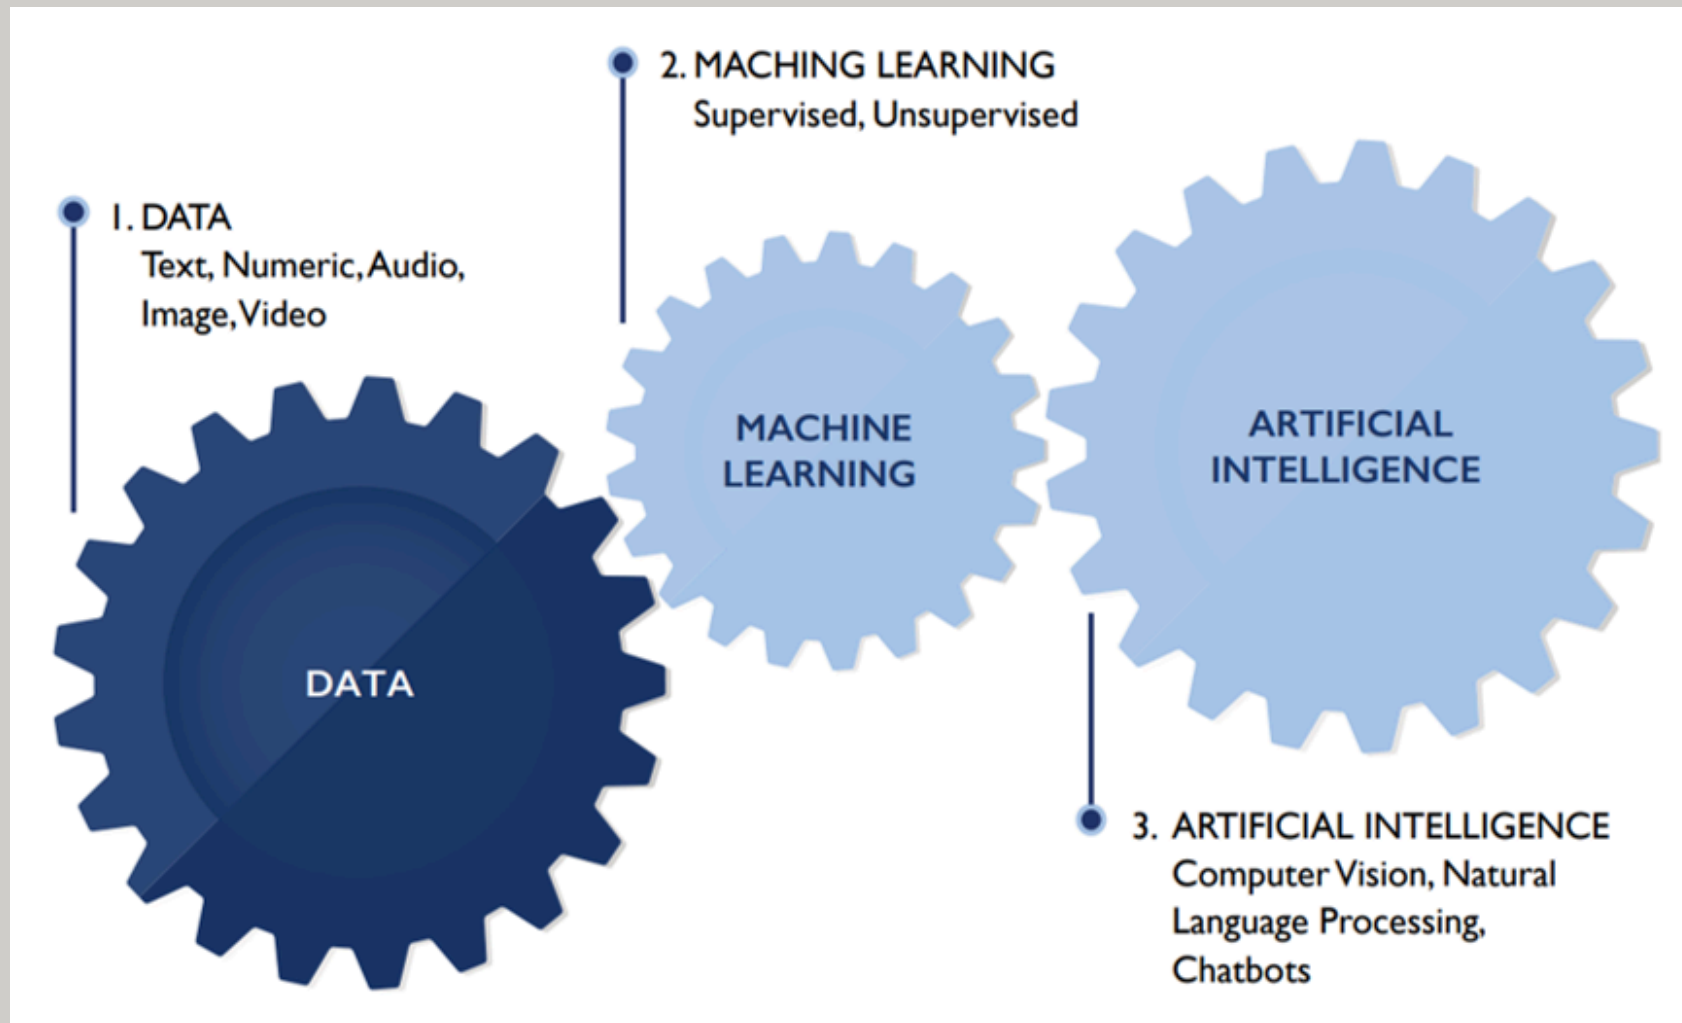 1. DATA
Text, Numeric, Audio,
Image, Video
2. MACHING LEARNING
Supervised, Unsupervised
DATA
MACHINE
LEARNING
ARTIFICIAL
INTELLIGENCE
3. ARTIFICIAL INTELLIGENCE
Computer Vision, Natural
Language Processing,
Chatbots